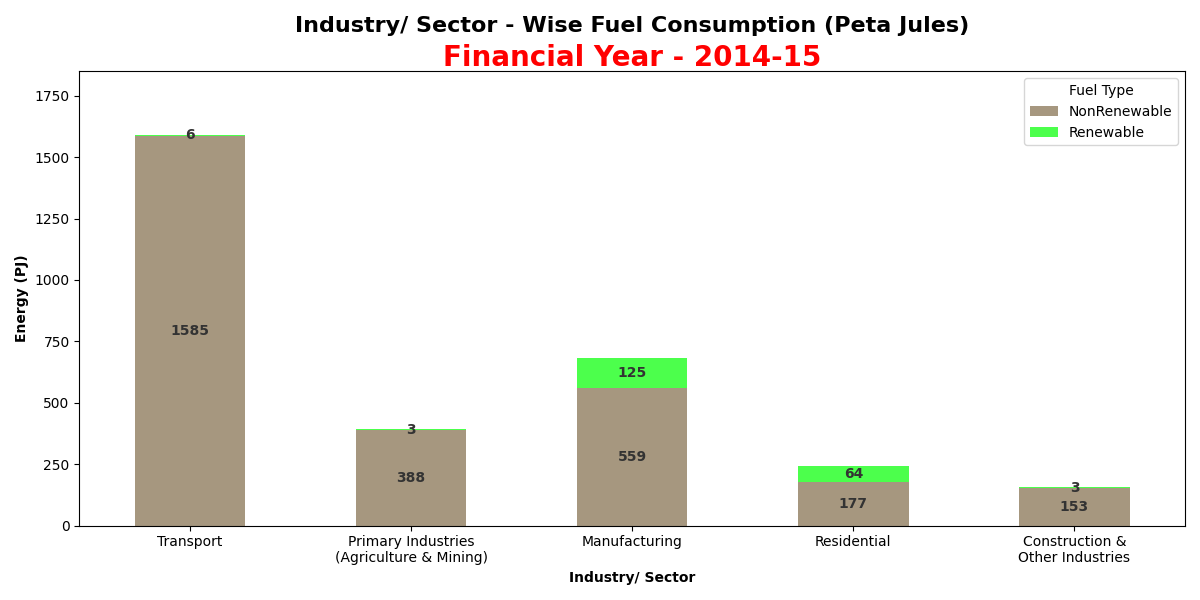 Industry/ Sector - Wise Fuel Consumption (Peta Jules)
Financial Year - 2014-15
Fuel Type
NonRenewable
Renewable
Energy (PJ)
1750
1500
1250
1000
750
500
250
0
6
1585
3
388
125
559
64
177
3
153
Transport
Primary Industries
(Agriculture & Mining)
Manufacturing
Residential
Construction &
Other Industries
Industry/ Sector